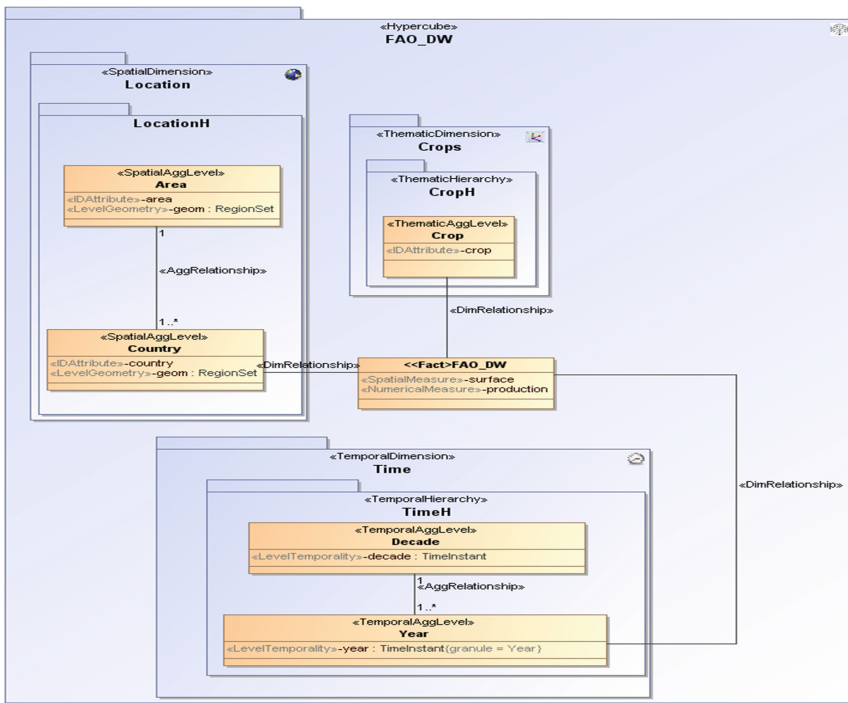 «Hypercube»
FAO_DW
«SpatialDimension»
Location
LocationH
«SpatialAggLevel»
Area
«IDAttribute»-area
«LevelGeometry»-geom : RegionSet
1
«AggRelationship»
1..*
«SpatialAggLevel»
Country
«IDAttribute»-country
«LevelGeometry»-geom : RegionSet
«DimRelationship»
«ThematicDimension»
Crops
«ThematicHierarchy»
CropH
«ThematicAggLevel»
Crop
«IDAttribute»-crop
«DimRelationship»
<<Fact>FAO_DW
«SpatialMeasure»-surface
«NumericalMeasure»-production
«DimRelationship»
«TemporalDimension»
Time
«TemporalHierarchy»
TimeH
«TemporalAggLevel»
Decade
«LevelTemporality»-decade : TimeInstant
1
«AggRelationship»
1..*
«TemporalAggLevel»
Year
«LevelTemporality»-year : TimeInstant{granule = Year}